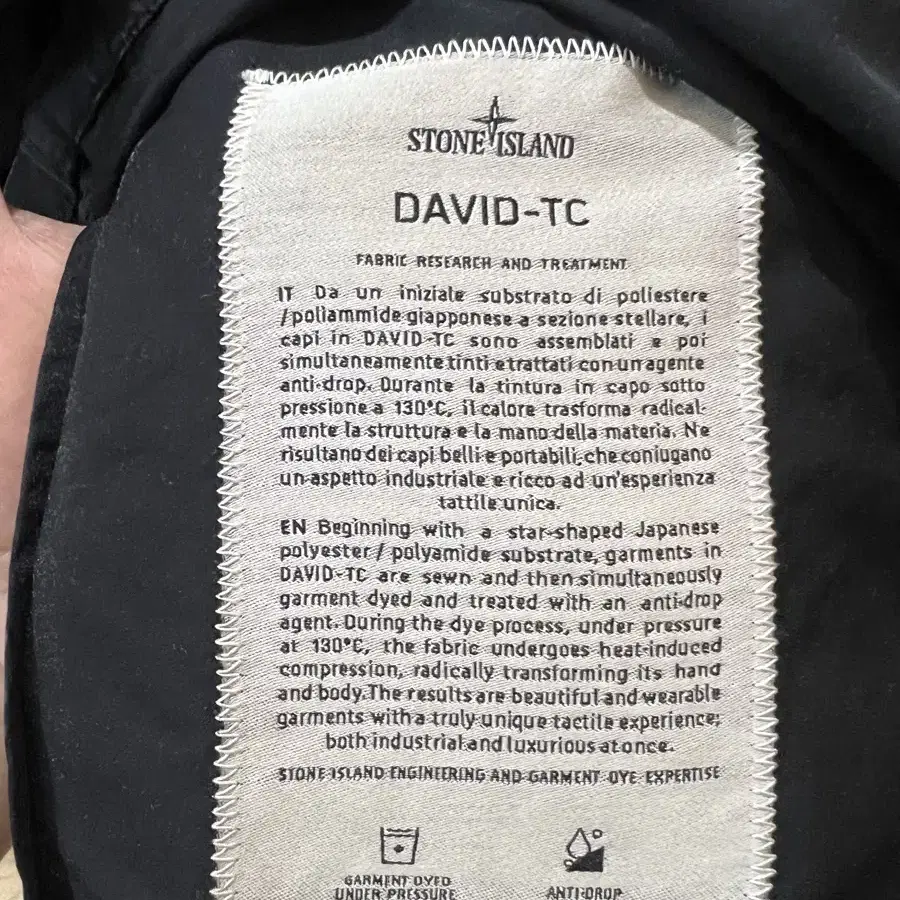 STONE ISLAND
DAVID-TC
FABRIC RESEARCH AND TREATMENT
IT Da un iniziale substrato di poliestere
/poliammide giapponese a sezione stellare, i
capi in DAVID-TC sono assemblati e poi
simultaneamente tinti e trattati con un agente
anti-drop. Durante la tintura in capo sotto
pressione a 130°C, il calore trasforma radical-
mente la struttura e la mano della materia. Ne
risultano dei capi belli e portabili, che coniugano
un aspetto industriale e ricco ad un'esperienza
tattile unica.
EN Beginning with a star-shaped Japanese
polyester / polyamide substrate, garments in
DAVID-TC are sewn and then simultaneously
garment dyed and treated with an anti-drop
agent. During the dye process, under pressure
at 130°C, the fabric undergoes heat-induced
compression, radically transforming its hand
and body. The results are beautiful and wearable
garments with a truly unique tactile experience;
both industrial and luxurious at once.
STONE ISLAND ENGINEERING AND GARMENT DYE EXPERTISE
GARMENT DYED
UNDER PRESSURE
ANTI-DROP